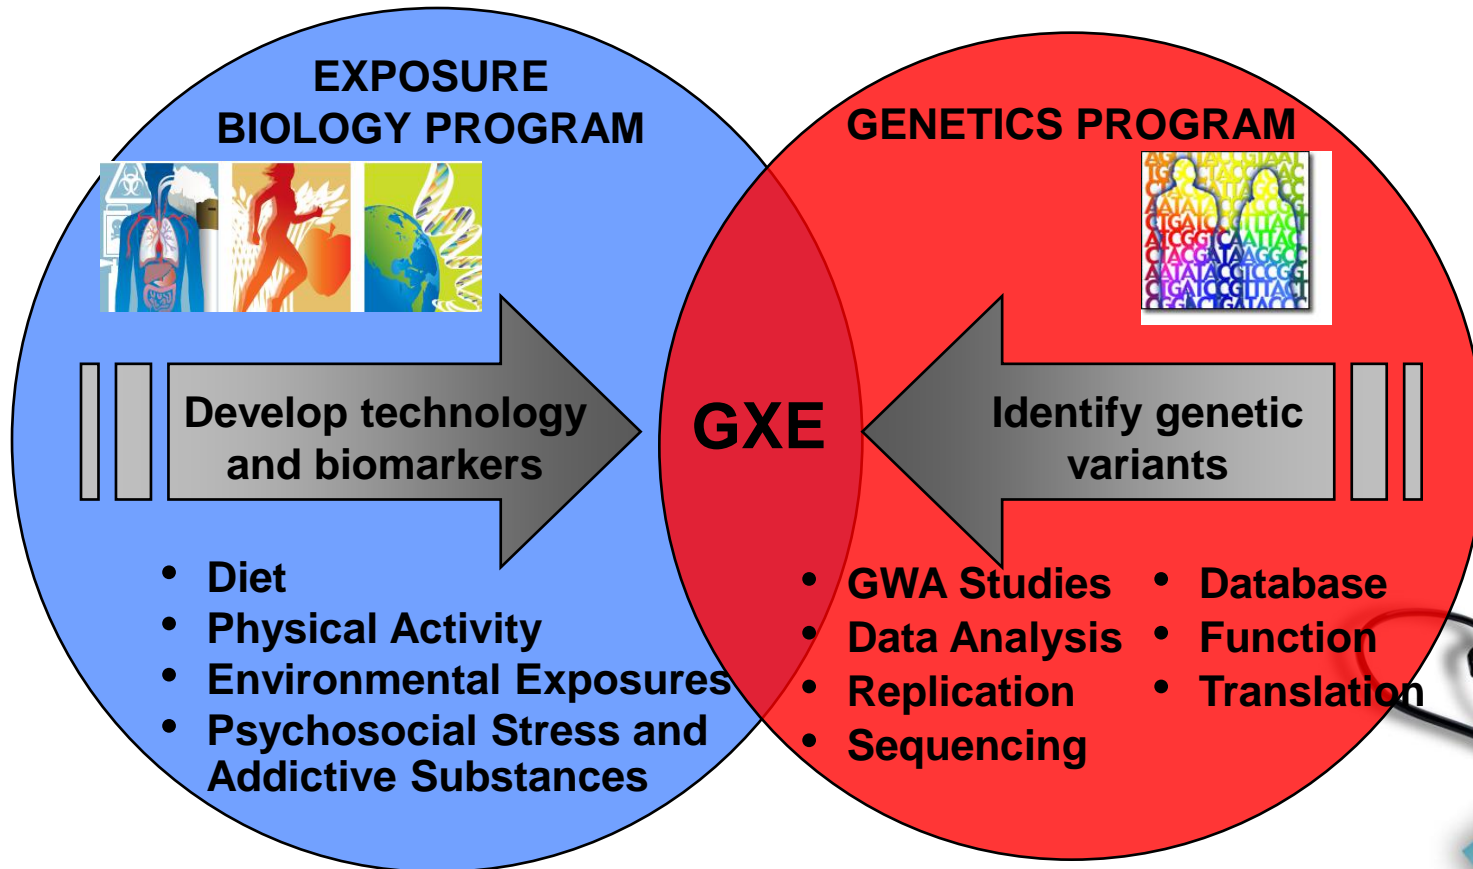 EXPOSURE
BIOLOGY PROGRAM
GENETICS PROGRAM
Develop technology
and biomarkers
GXE
Identify genetic
variants
• Diet
• Physical Activity
• Environmental Exposures
• Psychosocial Stress and
Addictive Substances
• GWA Studies
• Data Analysis
• Replication
• Sequencing
• Database
• Function
• Translation